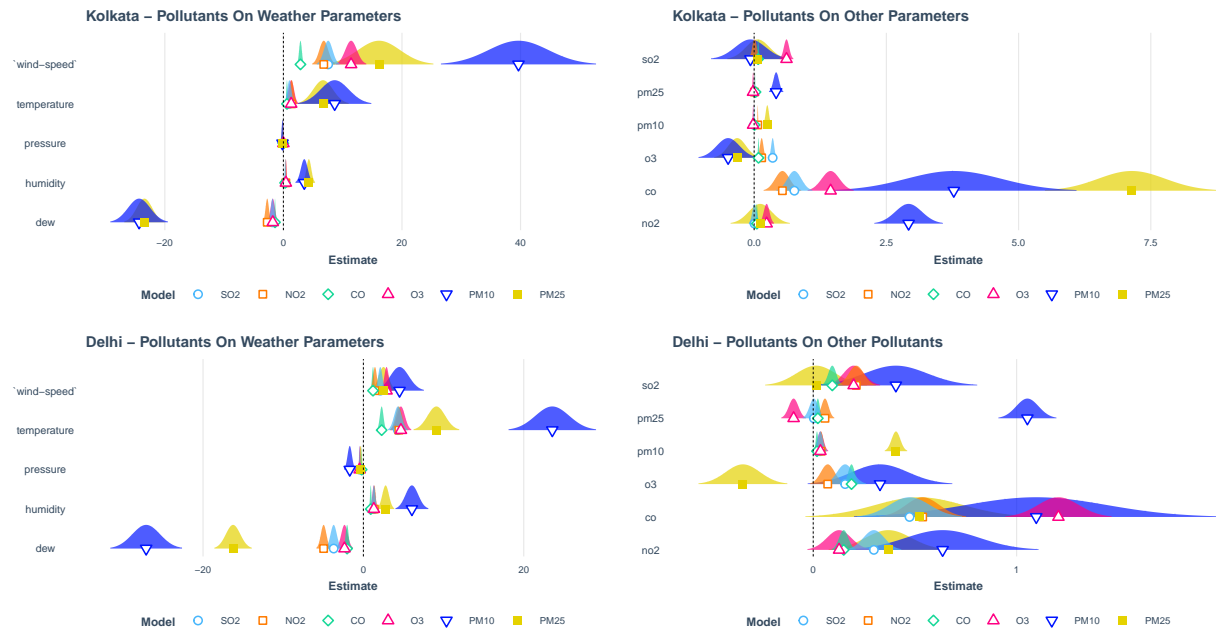 Kolkata – Pollutants On Weather Parameters
`wind−speed`
temperature
pressure
humidity
dew
−20 0 20 40
Estimate
Model SO2 NO2 CO O3 PM10 PM25
Kolkata – Pollutants On Other Parameters
so2
pm25
pm10
o3
co
no2
0.0 2.5 5.0 7.5
Estimate
Model SO2 NO2 CO O3 PM10 PM25
Delhi – Pollutants On Weather Parameters
`wind−speed`
temperature
pressure
humidity
dew
−20 0 20
Estimate
Model SO2 NO2 CO O3 PM10 PM25
Delhi – Pollutants On Other Pollutants
so2
pm25
pm10
o3
co
no2
0 1
Estimate
Model SO2 NO2 CO O3 PM10 PM25